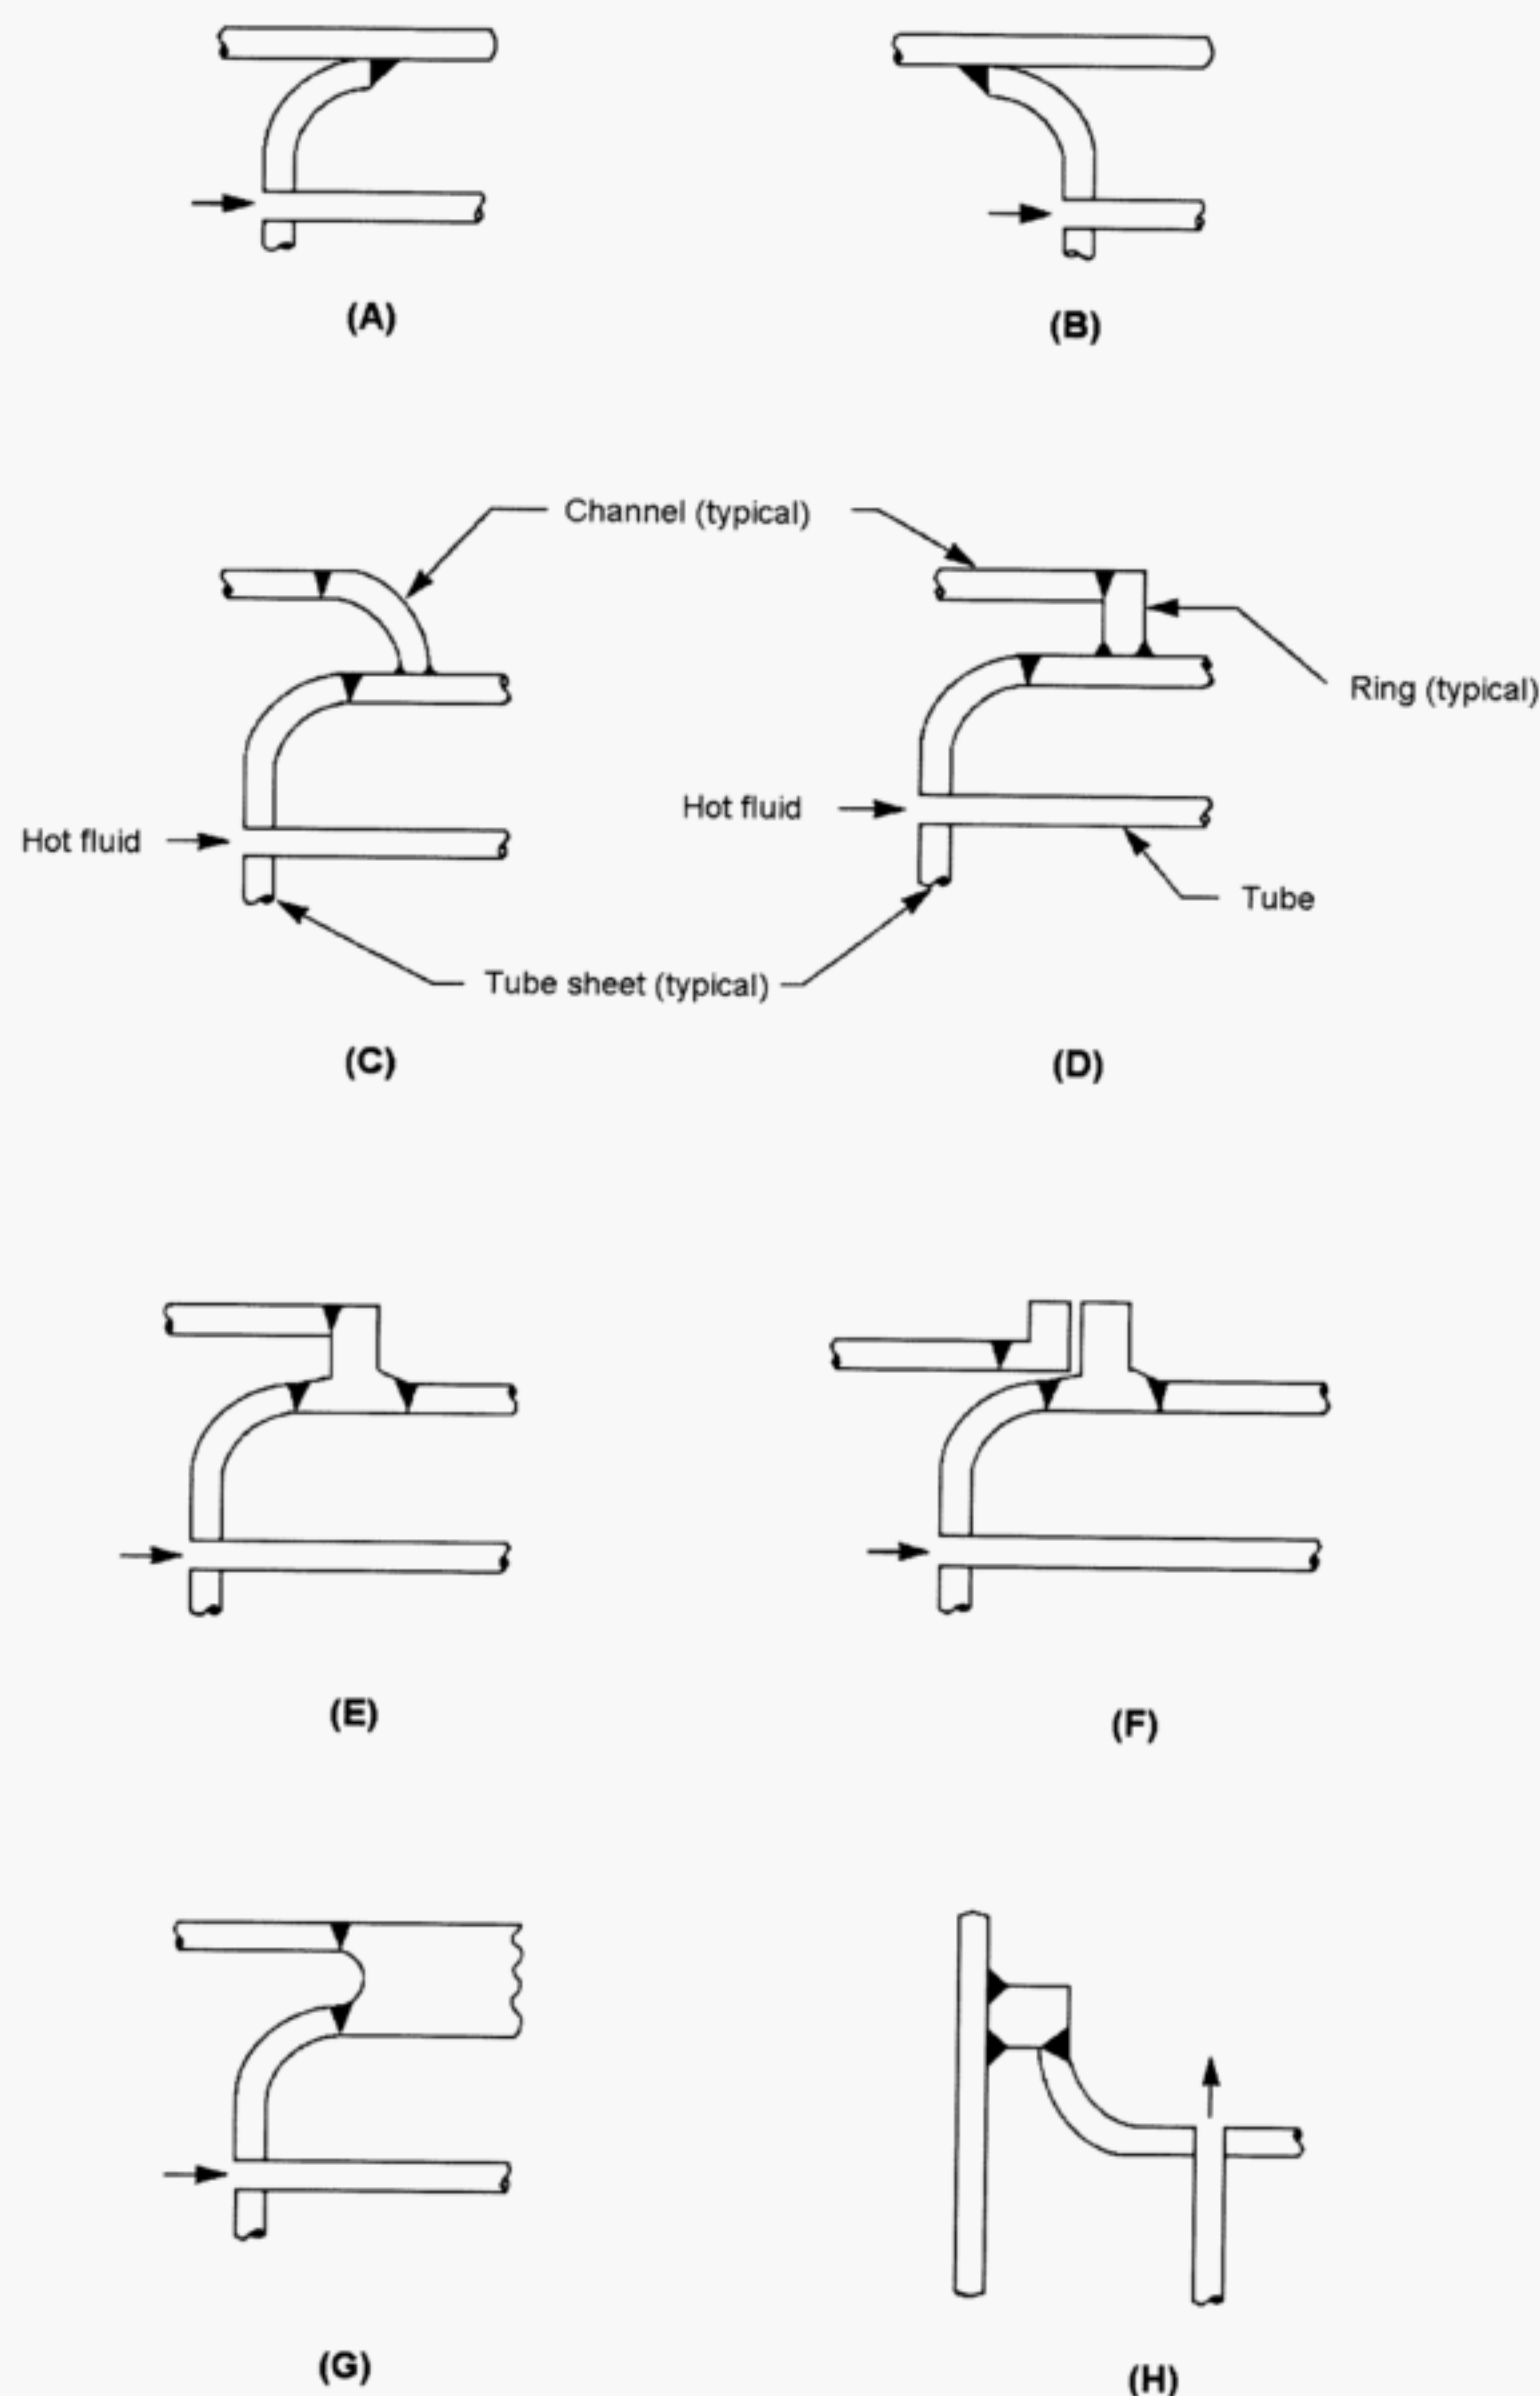 (A)
(B)
Channel (typical)
Ring (typical)
Hot fluid
Hot fluid
Tube
Tube sheet (typical)
(C)
(D)
(E)
(F)
(G)
(H)